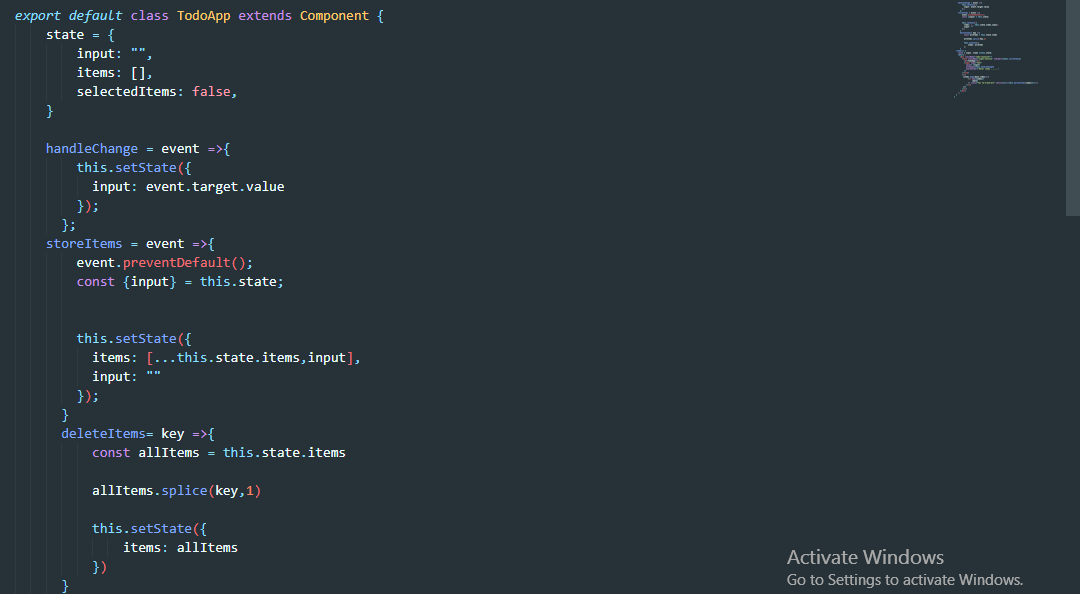 export default class TodoApp extends Component {
state = {
input: "",
items: [],
selectedItems: false,
}
handleChange = event =>{
this.setState({
input: event.target.value
});
};
storeItems = event =>{
event.preventDefault();
const {input} = this.state;
this.setState({
items: [...this.state.items,input],
input: ""
});
}
deleteItems= key =>{
const allItems = this.state.items
allItems.splice(key,1)
this.setState({
items: allItems
})
}
Activate Windows
Go to Settings to activate Windows.